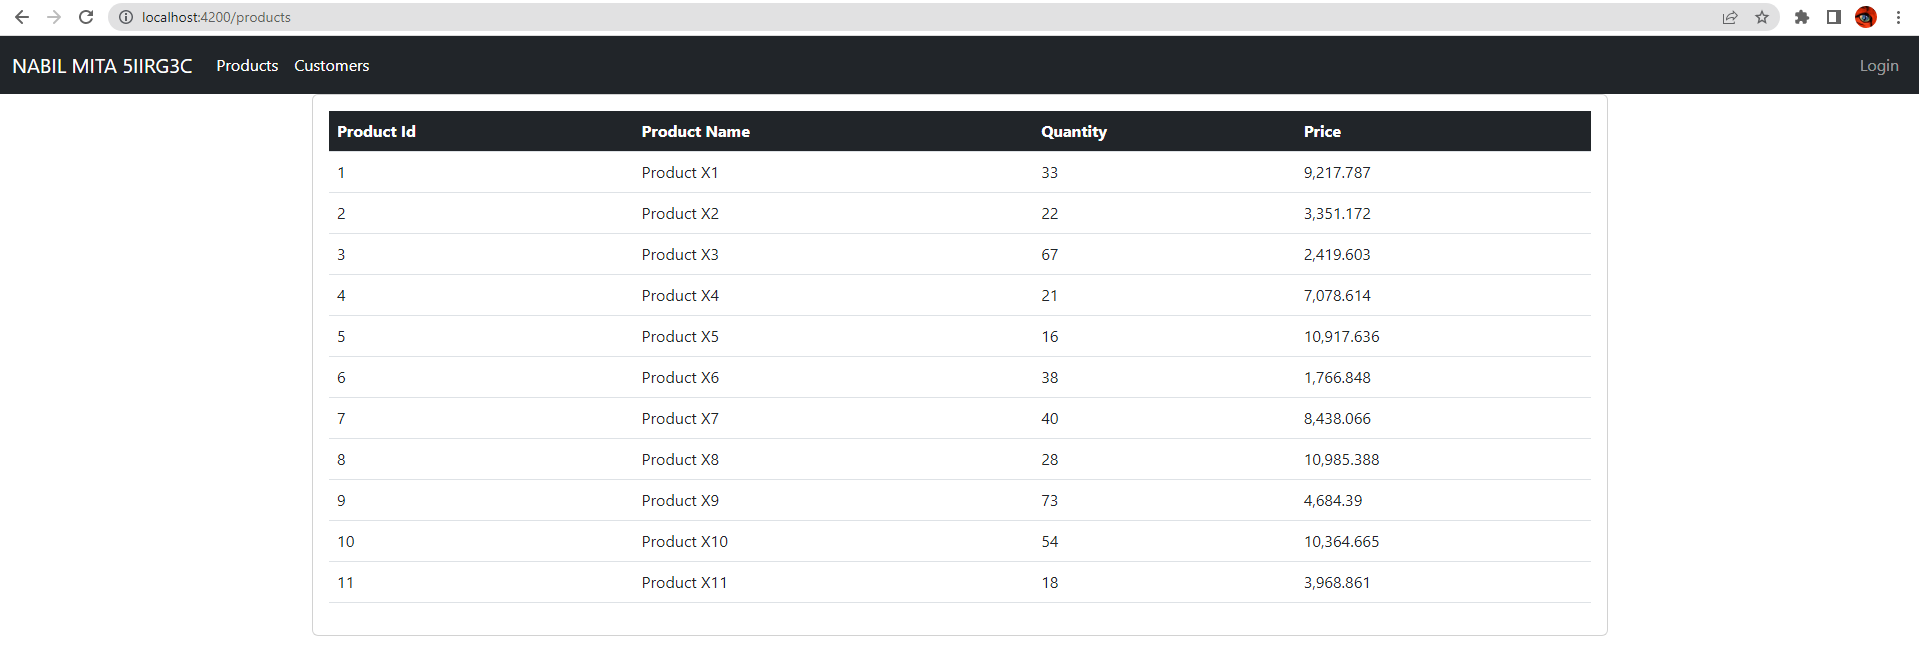 localhost:4200/products
NABIL MITA 5IIRG3C Products Customers Login
Product Id Product Name Quantity Price
1 Product X1 33 9,217.787
2 Product X2 22 3,351.172
3 Product X3 67 2,419.603
4 Product X4 21 7,078.614
5 Product X5 16 10,917.636
6 Product X6 38 1,766.848
7 Product X7 40 8,438.066
8 Product X8 28 10,985.388
9 Product X9 73 4,684.39
10 Product X10 54 10,364.665
11 Product X11 18 3,968.861